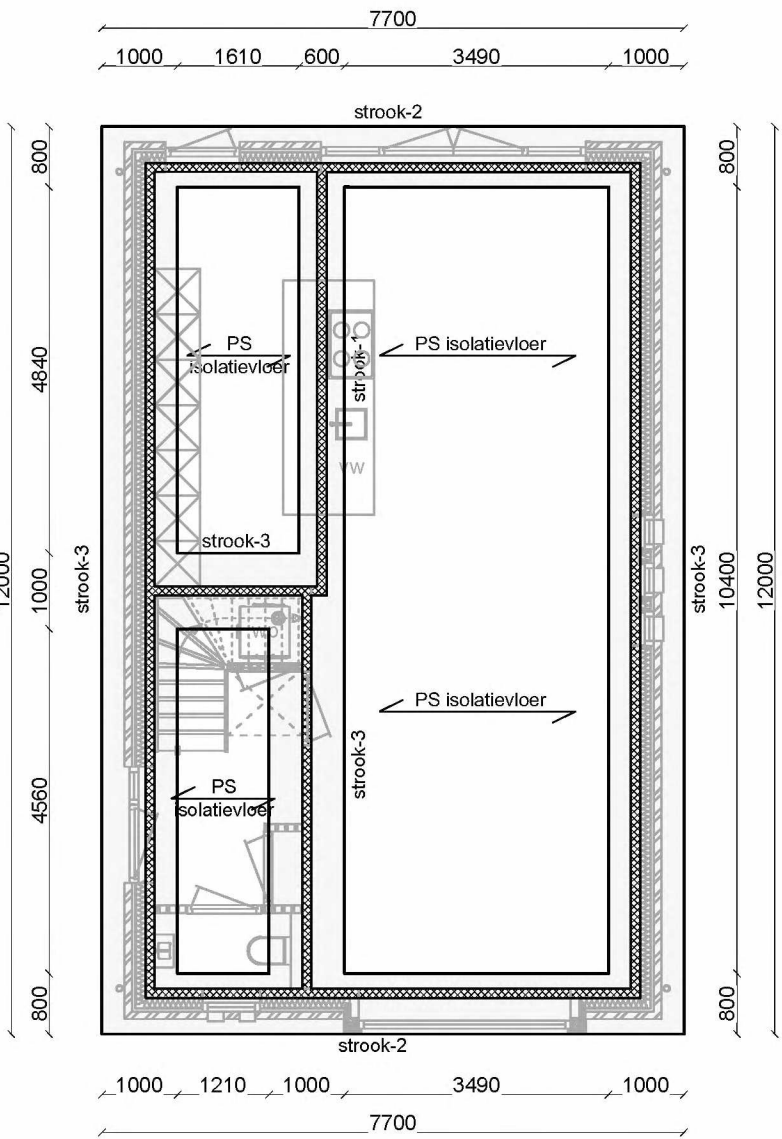 7700
1000 1610 600 3490 1000
strook-2
800
800
PS
isolatievloer
PS isolatievloer
strook-1
4840
vw
strook-3
12000
1000
strook-3
strook-3
10400
12000
PS isolatievloer
strook-3
PS
isolatievloer
4560
800
800
strook-2
1000 1210 1000 3490 1000
7700